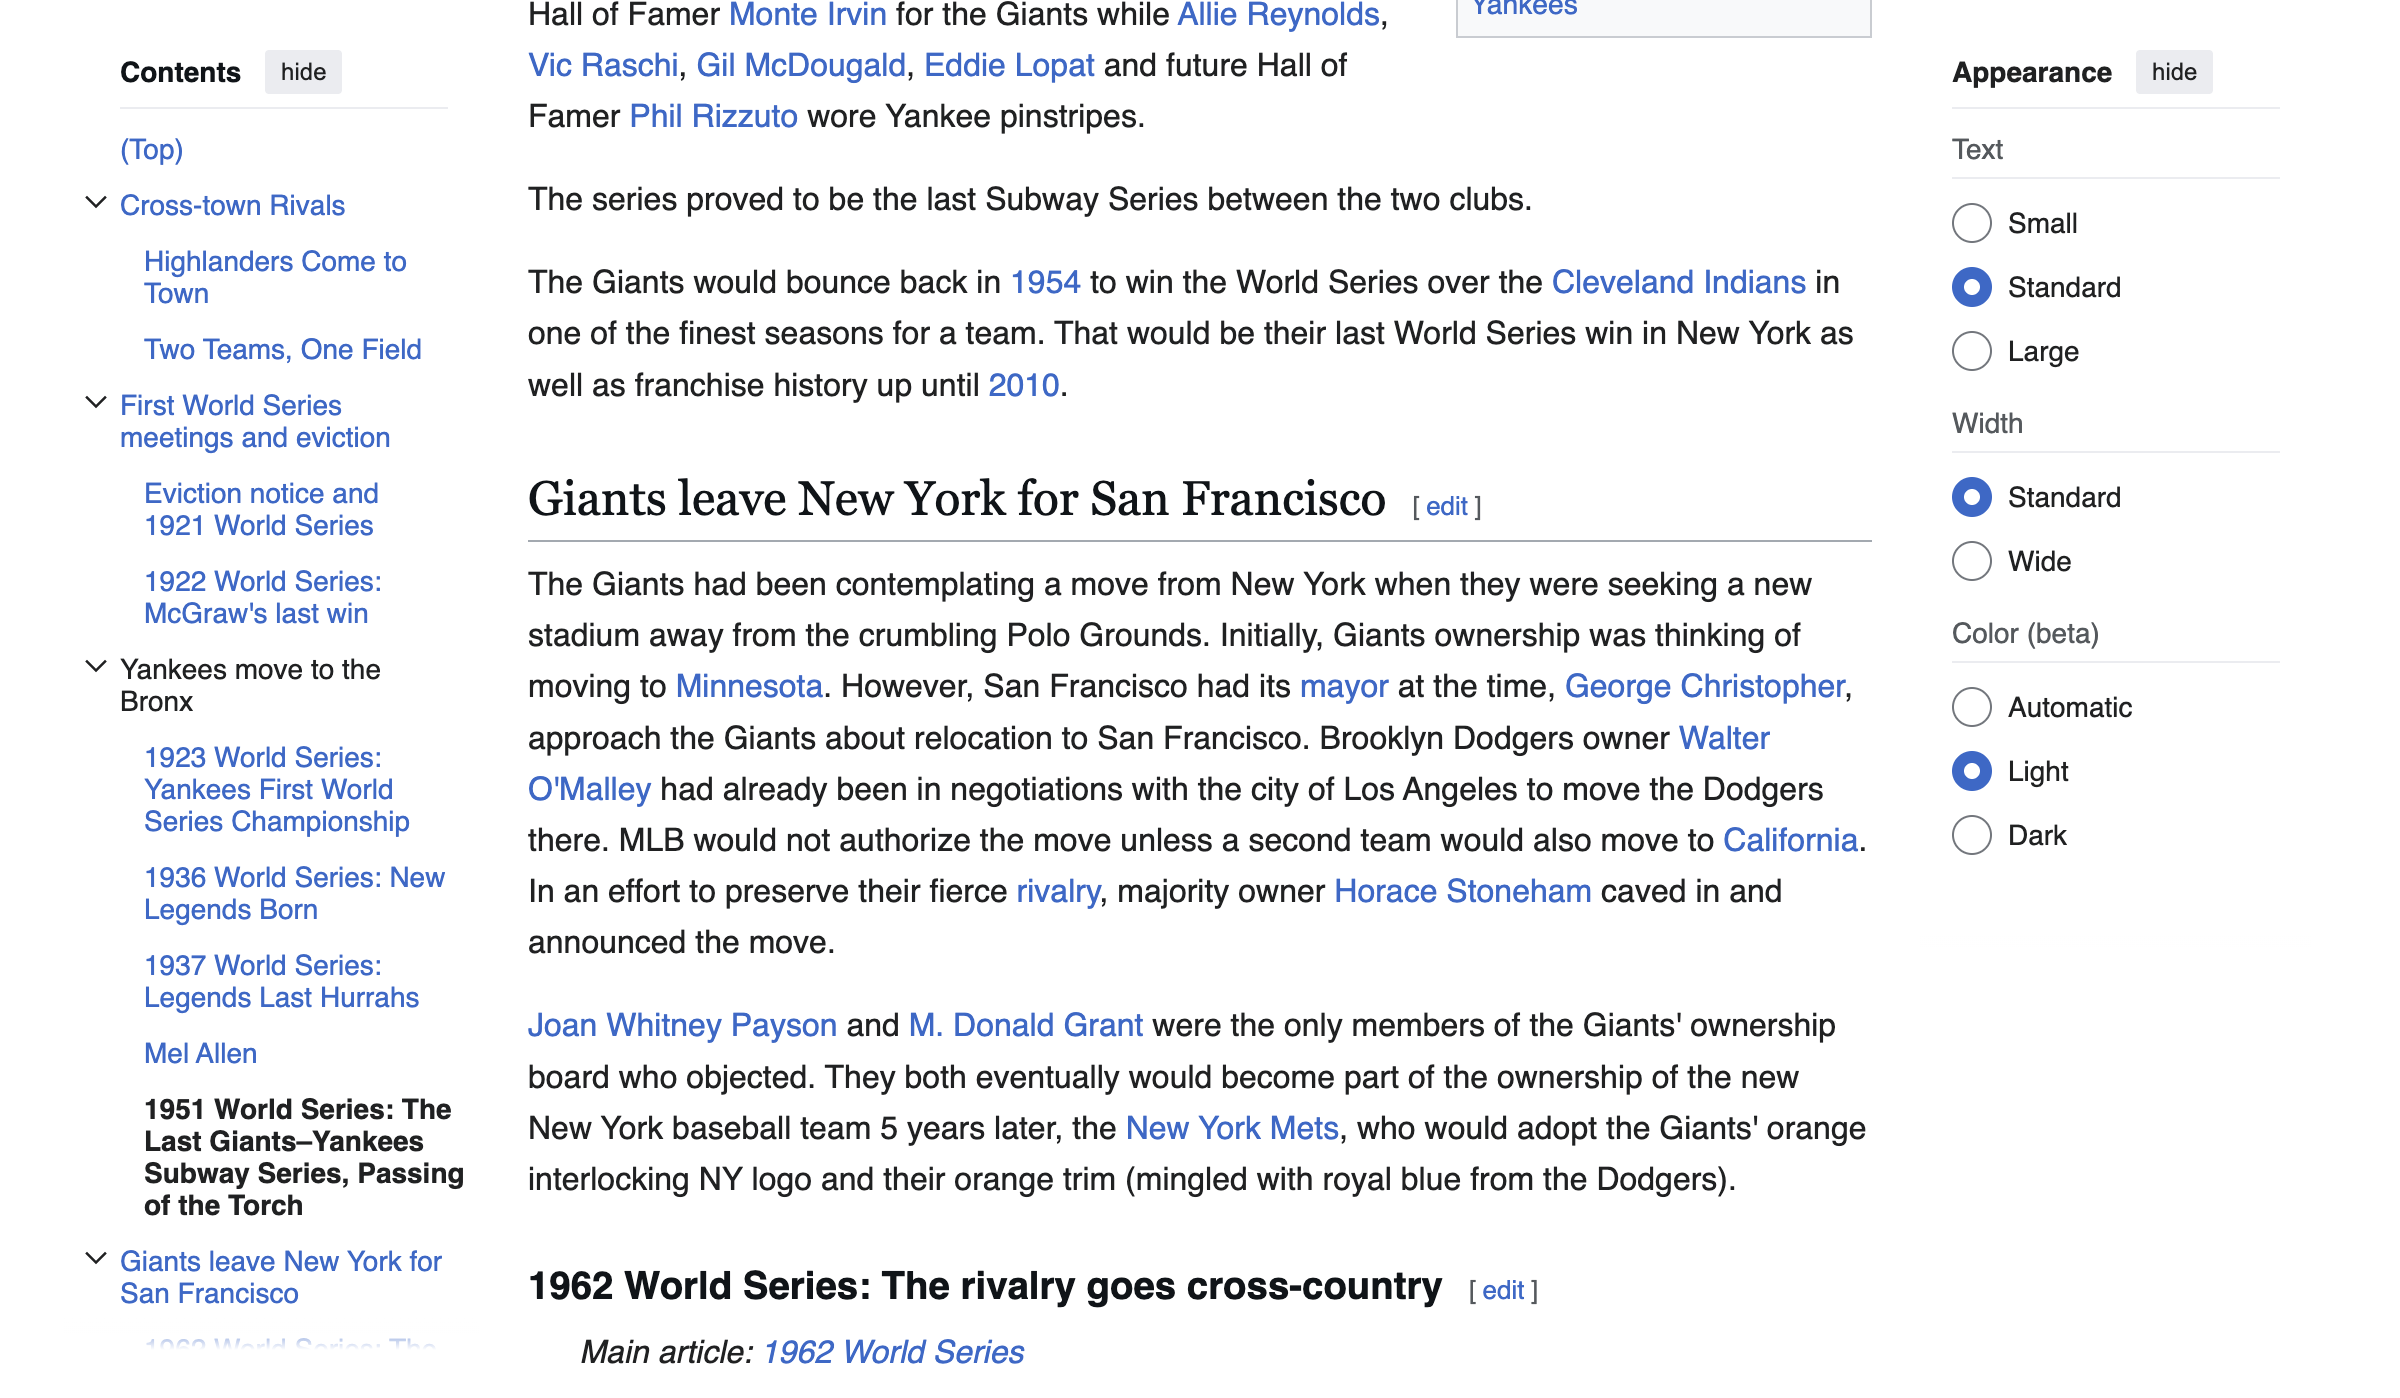 Contents hide
(Top)
Cross-town Rivals
Highlanders Come to
Town
Two Teams, One Field
First World Series
meetings and eviction
Eviction notice and
1921 World Series
1922 World Series:
McGraw's last win
Yankees move to the
Bronx
1923 World Series:
Yankees First World
Series Championship
1936 World Series: New
Legends Born
1937 World Series:
Legends Last Hurrahs
Mel Allen
1951 World Series: The
Last Giants–Yankees
Subway Series, Passing
of the Torch
Giants leave New York for
San Francisco
1962 World Series: The
Hall of Famer Monte Irvin for the Giants while Allie Reynolds,
Vic Raschi, Gil McDougald, Eddie Lopat and future Hall of
Famer Phil Rizzuto wore Yankee pinstripes.
Yankees
The series proved to be the last Subway Series between the two clubs.
The Giants would bounce back in 1954 to win the World Series over the Cleveland Indians in
one of the finest seasons for a team. That would be their last World Series win in New York as
well as franchise history up until 2010.
Giants leave New York for San Francisco [ edit ]
The Giants had been contemplating a move from New York when they were seeking a new
stadium away from the crumbling Polo Grounds. Initially, Giants ownership was thinking of
moving to Minnesota. However, San Francisco had its mayor at the time, George Christopher,
approach the Giants about relocation to San Francisco. Brooklyn Dodgers owner Walter
O'Malley had already been in negotiations with the city of Los Angeles to move the Dodgers
there. MLB would not authorize the move unless a second team would also move to California.
In an effort to preserve their fierce rivalry, majority owner Horace Stoneham caved in and
announced the move.
Joan Whitney Payson and M. Donald Grant were the only members of the Giants' ownership
board who objected. They both eventually would become part of the ownership of the new
New York baseball team 5 years later, the New York Mets, who would adopt the Giants' orange
interlocking NY logo and their orange trim (mingled with royal blue from the Dodgers).
1962 World Series: The rivalry goes cross-country [ edit ]
Main article: 1962 World Series
Appearance hide
Text
Small
Standard
Large
Width
Standard
Wide
Color (beta)
Automatic
Light
Dark